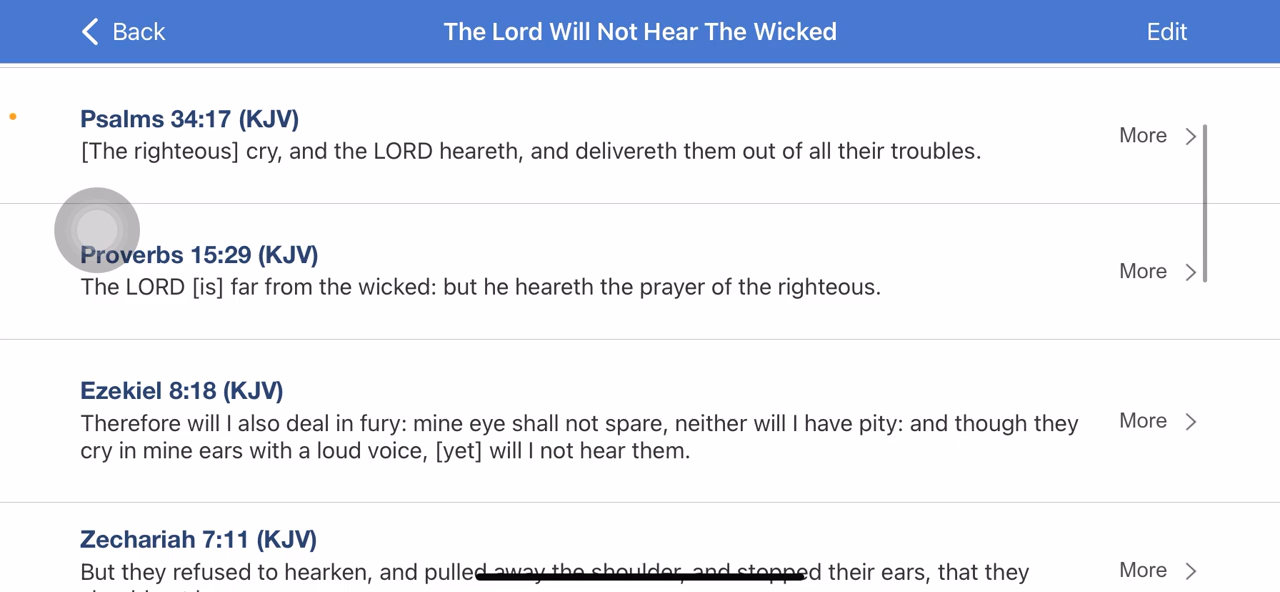 Back
The Lord Will Not Hear The Wicked
Edit
Psalms 34:17 (KJV)
[The righteous] cry, and the LORD heareth, and delivereth them out of all their troubles.
More
Proverbs 15:29 (KJV)
The LORD [is] far from the wicked: but he heareth the prayer of the righteous.
More
Ezekiel 8:18 (KJV)
Therefore will I also deal in fury: mine eye shall not spare, neither will I have pity: and though they
cry in mine ears with a loud voice, [yet] will I not hear them.
More
Zechariah 7:11 (KJV)
But they refused to hearken, and pulled away the shoulder, and stopped their ears, that they
More